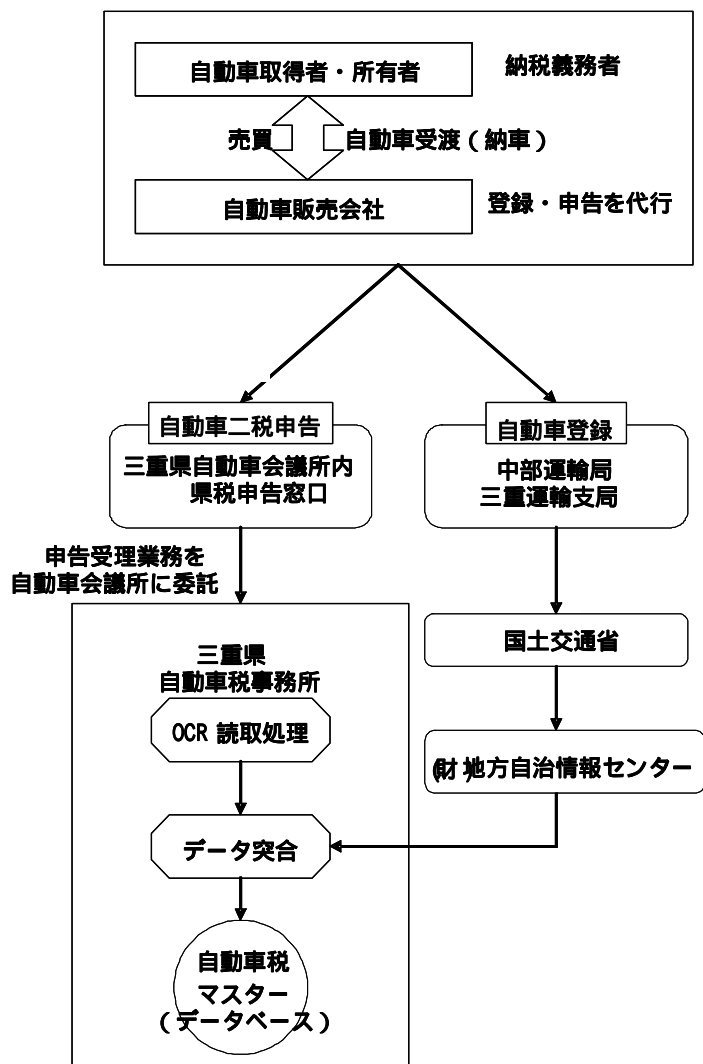 自動車取得者・所有者
納税義務者
売買
自動車受渡（納車）
自動車販売会社
登録・申告を代行
自動車二税申告
三重県自動車会議所内
県税申告窓口
自動車登録
中部運輸局
三重運輸支局
申告受理業務を
自動車会議所に委託
国土交通省
三重県
自動車税事務所
OCR 読取処理
(財)地方自治情報センター
データ突合
自動車税
マスター
（データベース）